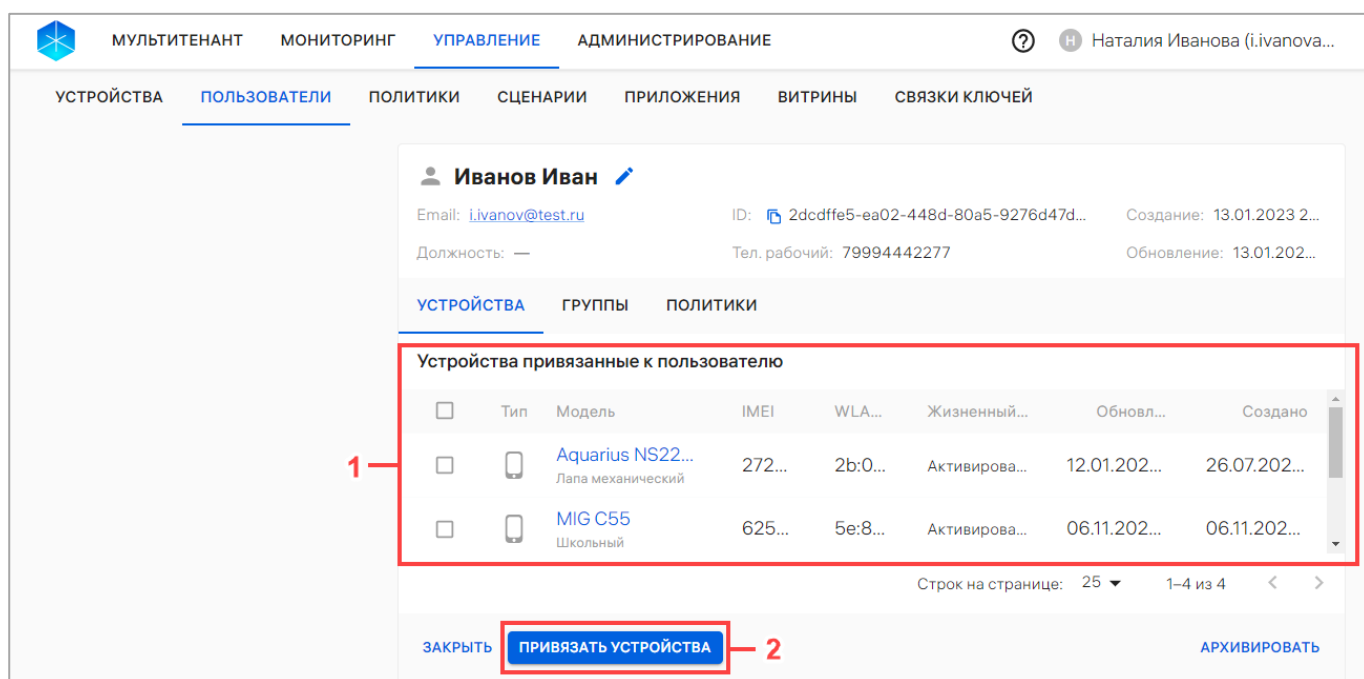 МУЛЬТИТЕНАНТ МОНИТОРИНГ УПРАВЛЕНИЕ АДМИНИСТРИРОВАНИЕ ? Н Наталия Иванова (i.ivanova...
УСТРОЙСТВА ПОЛЬЗОВАТЕЛИ ПОЛИТИКИ СЦЕНАРИИ ПРИЛОЖЕНИЯ ВИТРИНЫ СВЯЗКИ КЛЮЧЕЙ
Иванов Иван
Email: i.ivanov@test.ru ID: 2dcdffe5-ea02-448d-80a5-9276d47d... Создание: 13.01.2023 2...
Должность: — Тел. рабочий: 79994442277 Обновление: 13.01.202...
УСТРОЙСТВА ГРУППЫ ПОЛИТИКИ
Устройства привязанные к пользователю
Тип Модель IMEI WLA... Жизненный... Обновл... Создано
1
Aquarius NS22... 272... 2b:0... Активирова... 12.01.202... 26.07.202...
Лапа механический
MIG C55 625... 5e:8... Активирова... 06.11.202... 06.11.202...
Школьный
Строк на странице: 25 1–4 из 4
ЗАКРЫТЬ ПРИВЯЗАТЬ УСТРОЙСТВА 2 АРХИВИРОВАТЬ